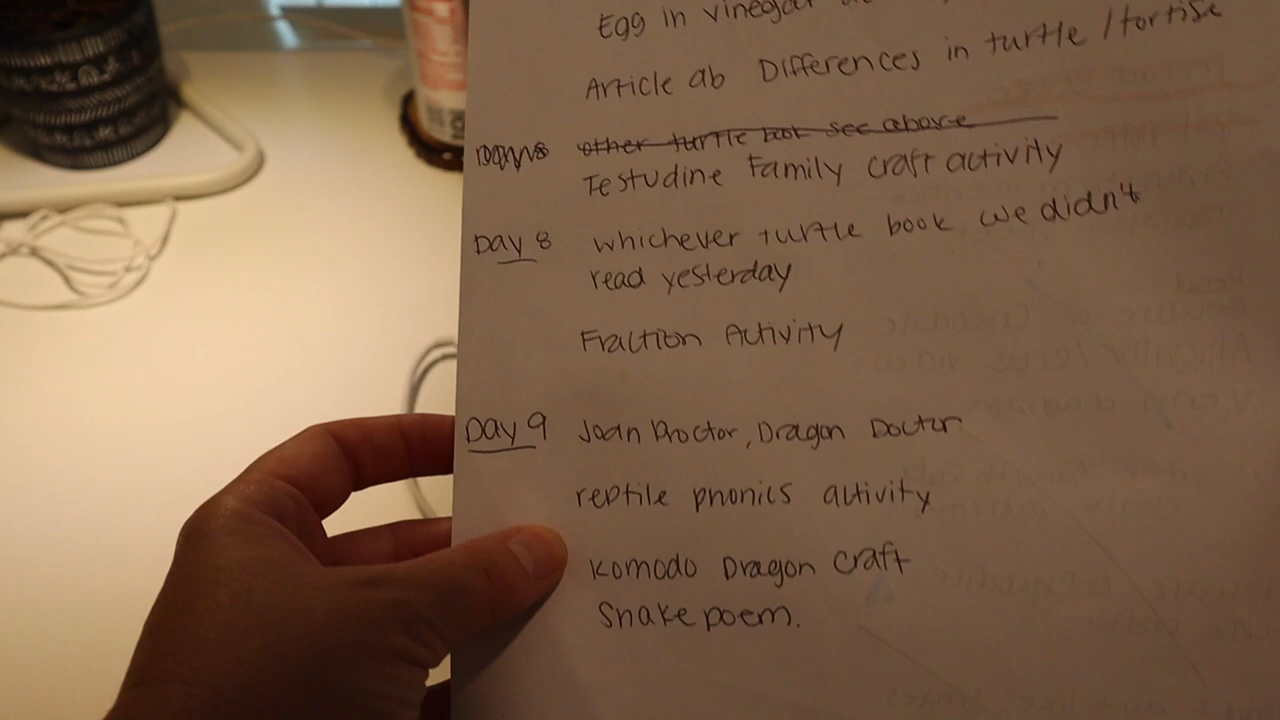 Egg in vinegar
Article ab Differences in turtle / tortise
other turtle book see above
Testudine Family craft activity
Day 8 whichever turtle book we didn't
read yesterday
Fraction Activity
Day 9 Joan Proctor, Dragon Doctor
reptile phonics activity
Komodo Dragon craft
Snake poem.